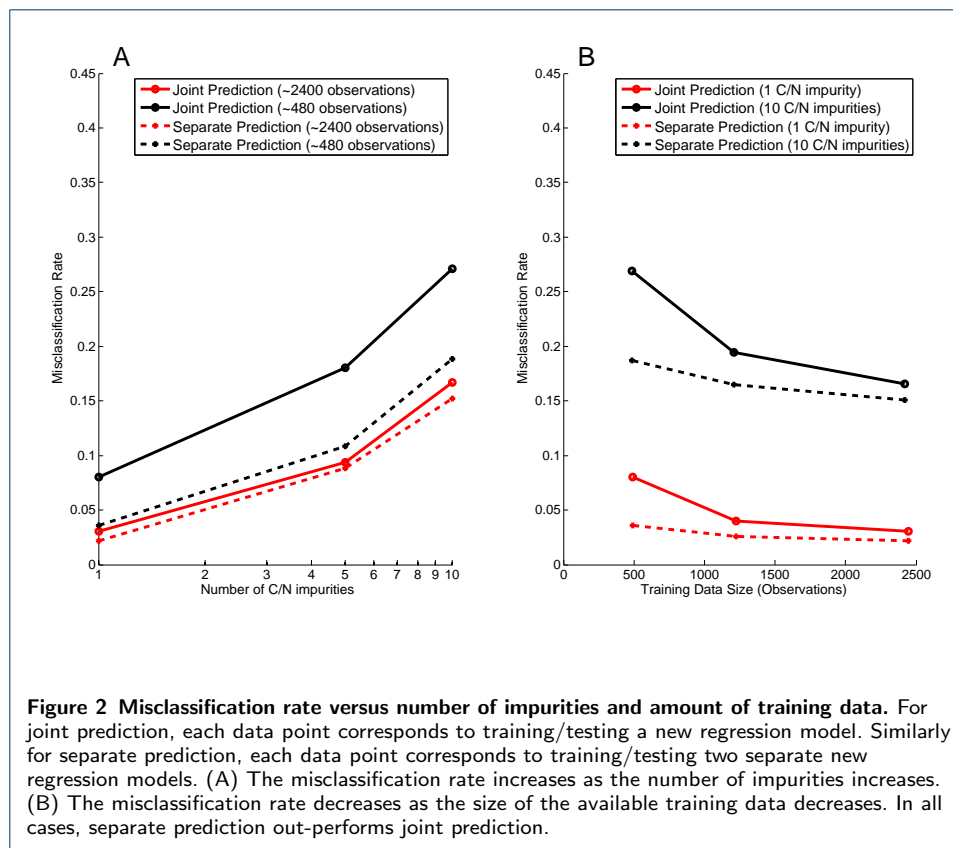 A
Joint Prediction (~2400 observations)
Joint Prediction (~480 observations)
Separate Prediction (~2400 observations)
Separate Prediction (~480 observations)
0.45
0.4
0.35
0.3
0.25
0.2
0.15
0.1
0.05
0
Misclassification Rate
1 2 3 4 5 6 7 8 9 10
Number of C/N impurities
B
Joint Prediction (1 C/N impurity)
Joint Prediction (10 C/N impurities)
Separate Prediction (1 C/N impurity)
Separate Prediction (10 C/N impurities)
0.45
0.4
0.35
0.3
0.25
0.2
0.15
0.1
0.05
0
Misclassification Rate
0 500 1000 1500 2000 2500
Training Data Size (Observations)
Figure 2 Misclassification rate versus number of impurities and amount of training data. For
joint prediction, each data point corresponds to training/testing a new regression model. Similarly
for separate prediction, each data point corresponds to training/testing two separate new
regression models. (A) The misclassification rate increases as the number of impurities increases.
(B) The misclassification rate decreases as the size of the available training data decreases. In all
cases, separate prediction out-performs joint prediction.